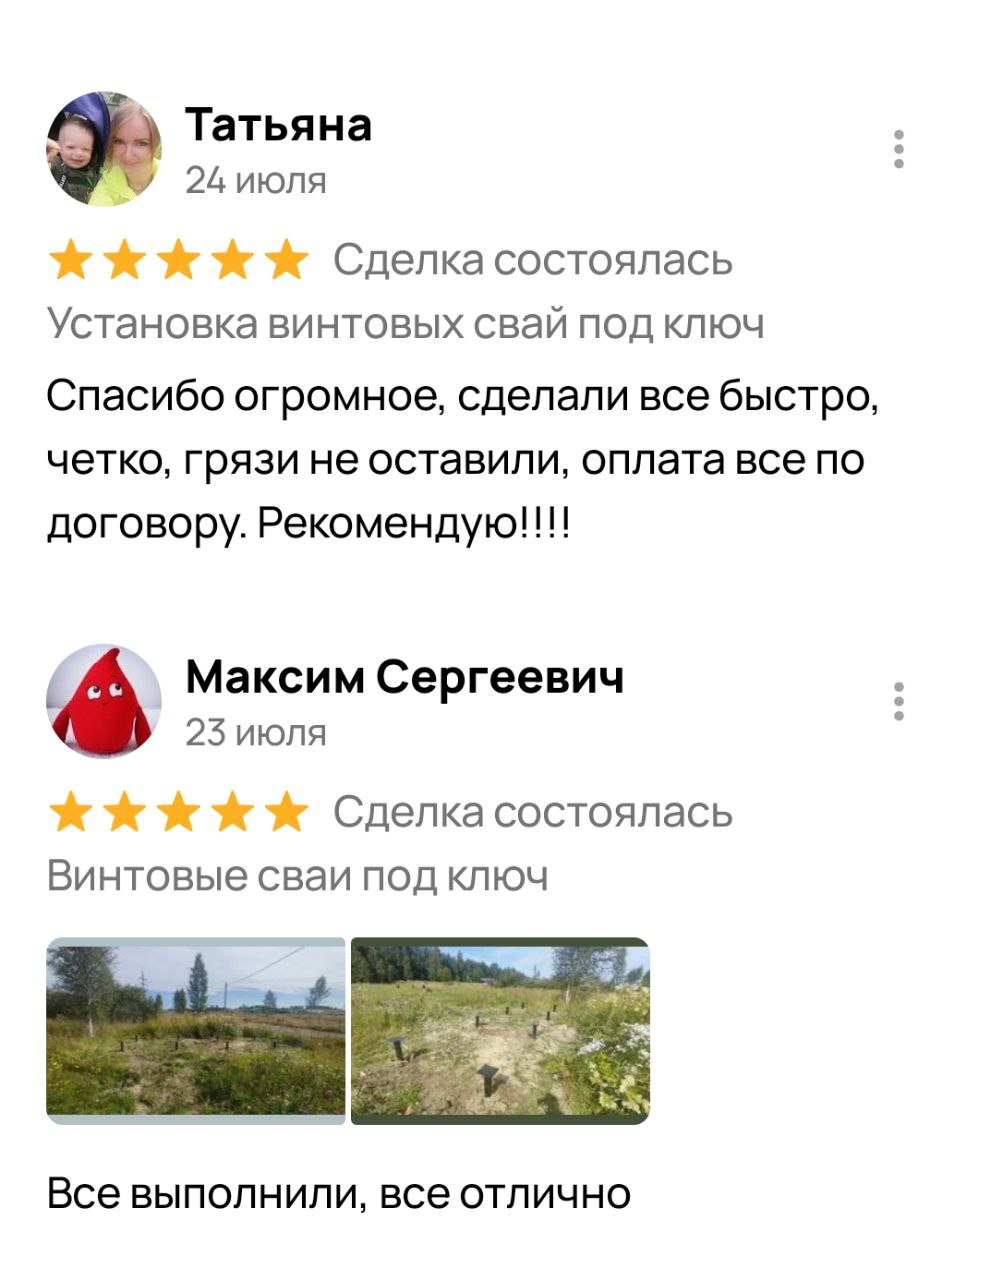 Татьяна
24 июля
Сделка состоялась
Установка винтовых свай под ключ
Спасибо огромное, сделали все быстро,
четко, грязи не оставили, оплата все по
договору. Рекомендую!!!!
Максим Сергеевич
23 июля
Сделка состоялась
Винтовые сваи под ключ
Все выполнили, все отлично